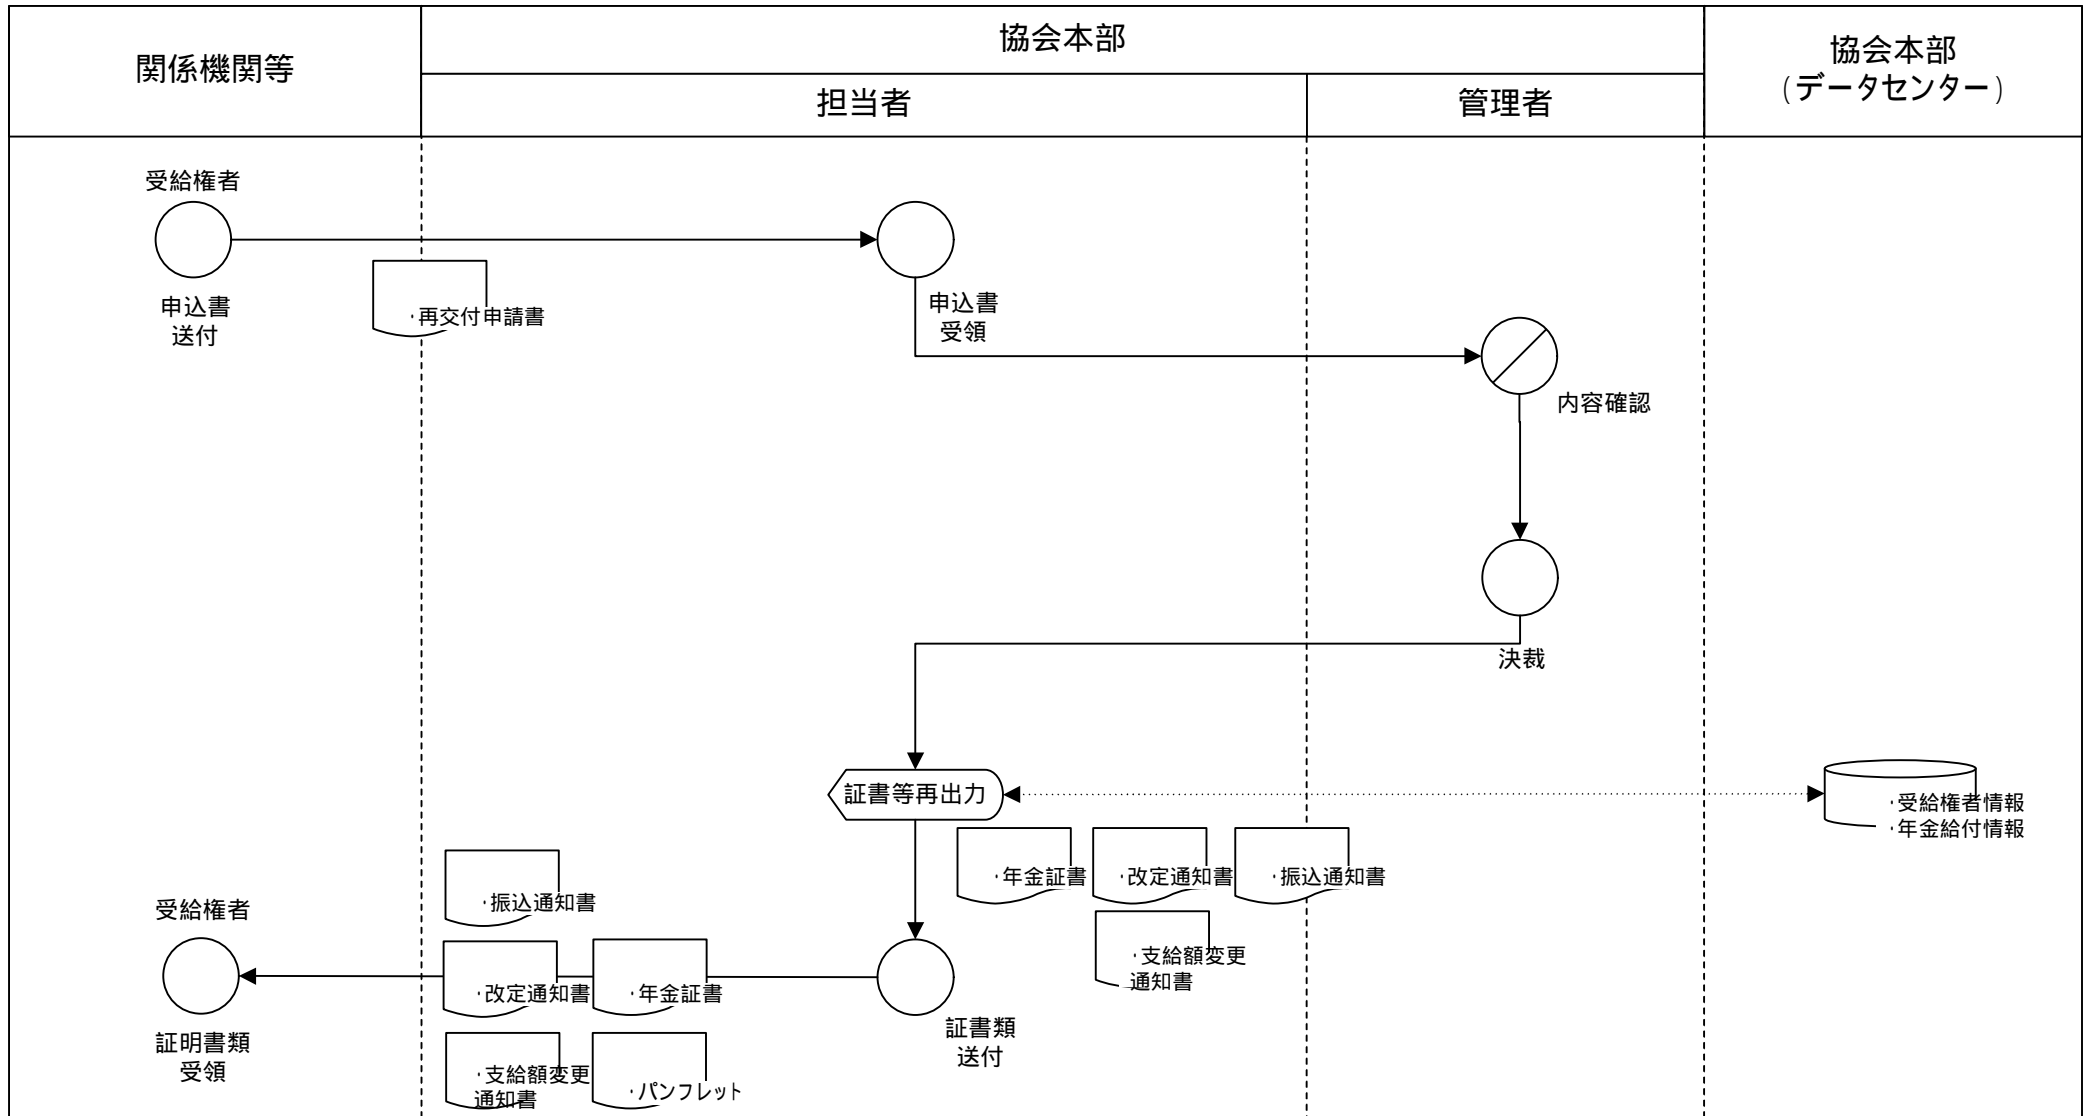 関係機関等
協会本部
担当者
管理者
協会本部
(データセンター)
受給権者
申込書
送付
・再交付申請書
申込書
受領
内容確認
決裁
証書等再出力
・受給権者情報
・年金給付情報
・年金証書
・改定通知書
・振込通知書
・支給額変更
通知書
・振込通知書
受給権者
・改定通知書
・年金証書
証明書類
受領
証書類
送付
・支給額変更
通知書
・パンフレット